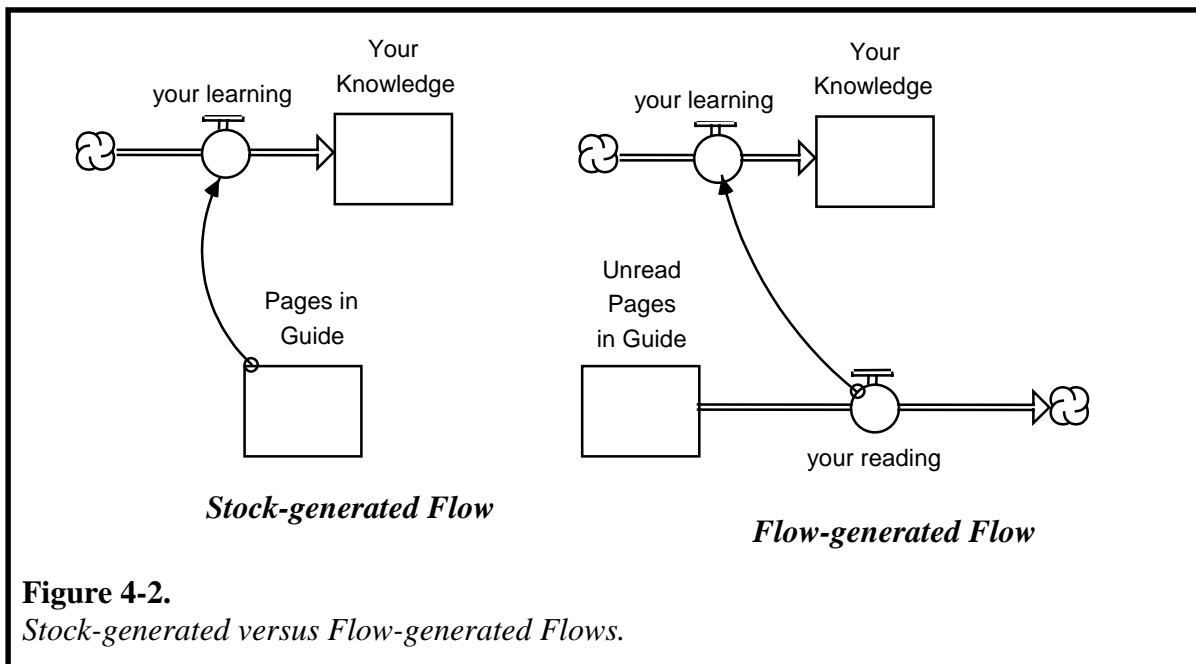 Your
Knowledge
your learning
Pages in
Guide
Stock-generated Flow
Your
Knowledge
your learning
Unread
Pages
in Guide
your reading
Flow-generated Flow
Figure 4-2.
Stock-generated versus Flow-generated Flows.